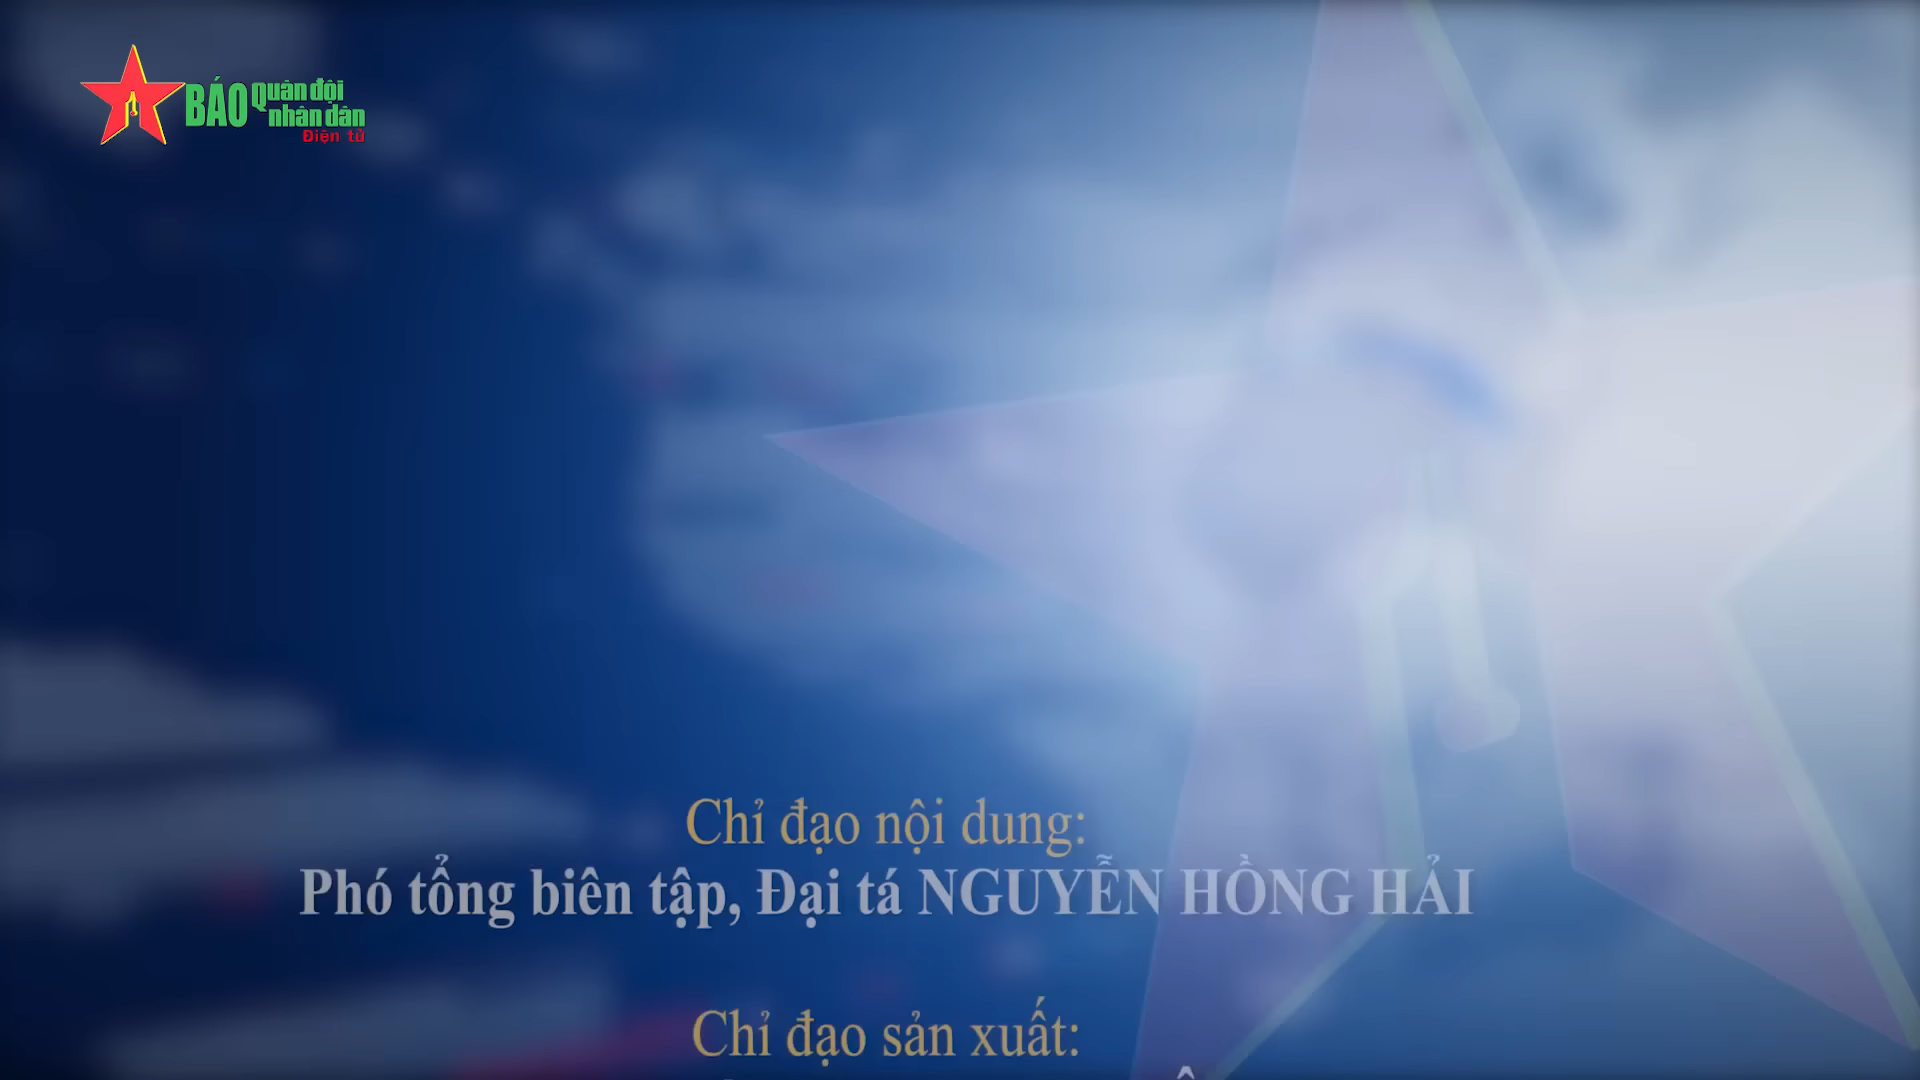 BÁO Quân đội
nhân dân
Điện tử
Chỉ đạo nội dung:
Phó tổng biên tập, Đại tá NGUYỄN HỒNG HẢI
Chỉ đạo sản xuất: